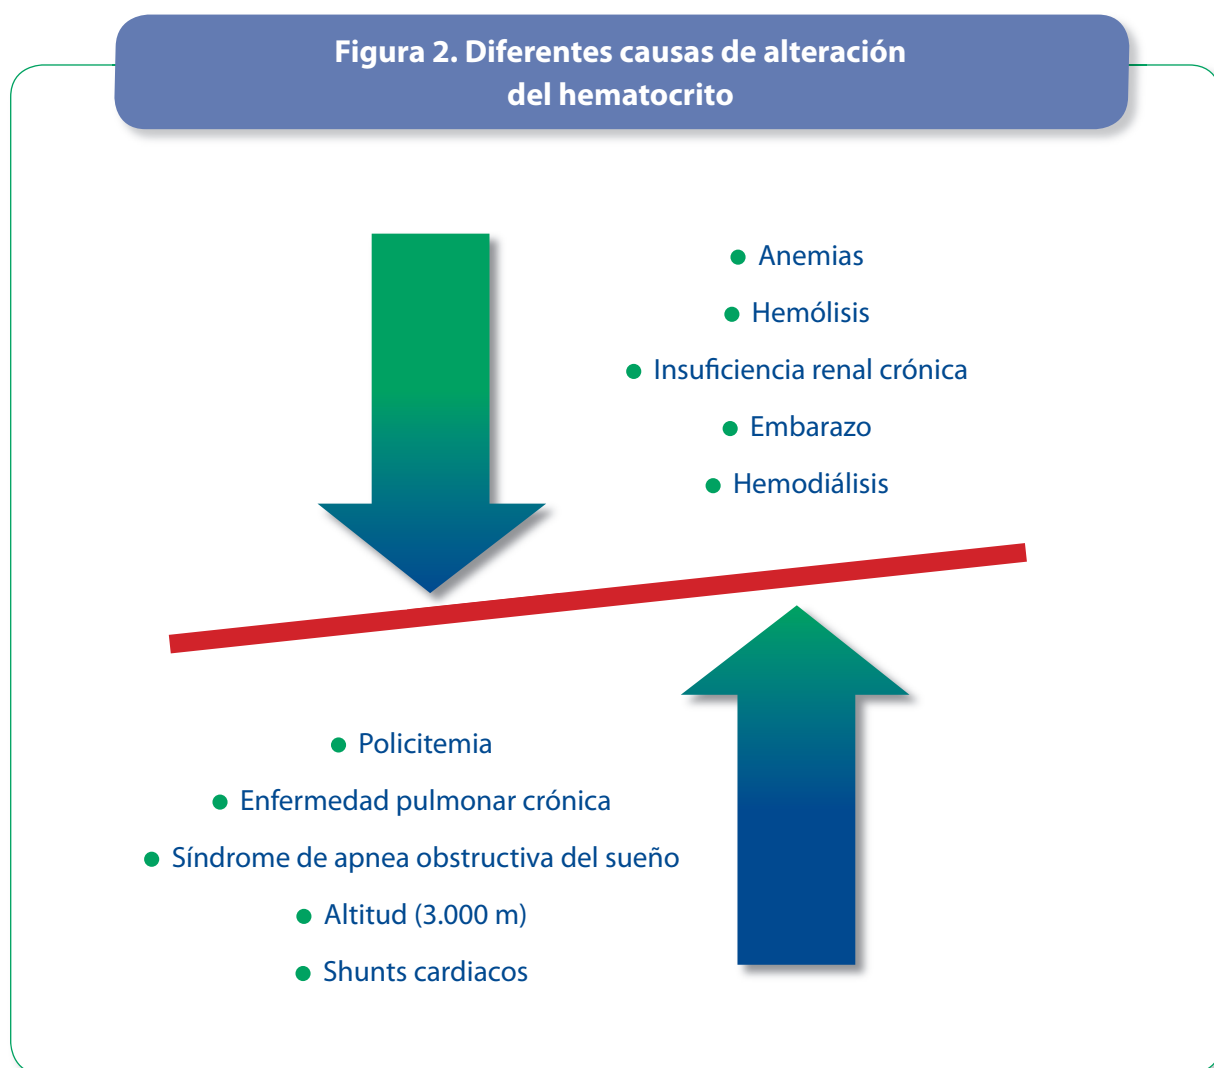 Figura 2. Diferentes causas de alteración
del hematocrito
● Anemias
● Hemólisis
● Insuficiencia renal crónica
● Embarazo
● Hemodiálisis
● Policitemia
● Enfermedad pulmonar crónica
● Síndrome de apnea obstructiva del sueño
● Altitud (3.000 m)
● Shunts cardiacos